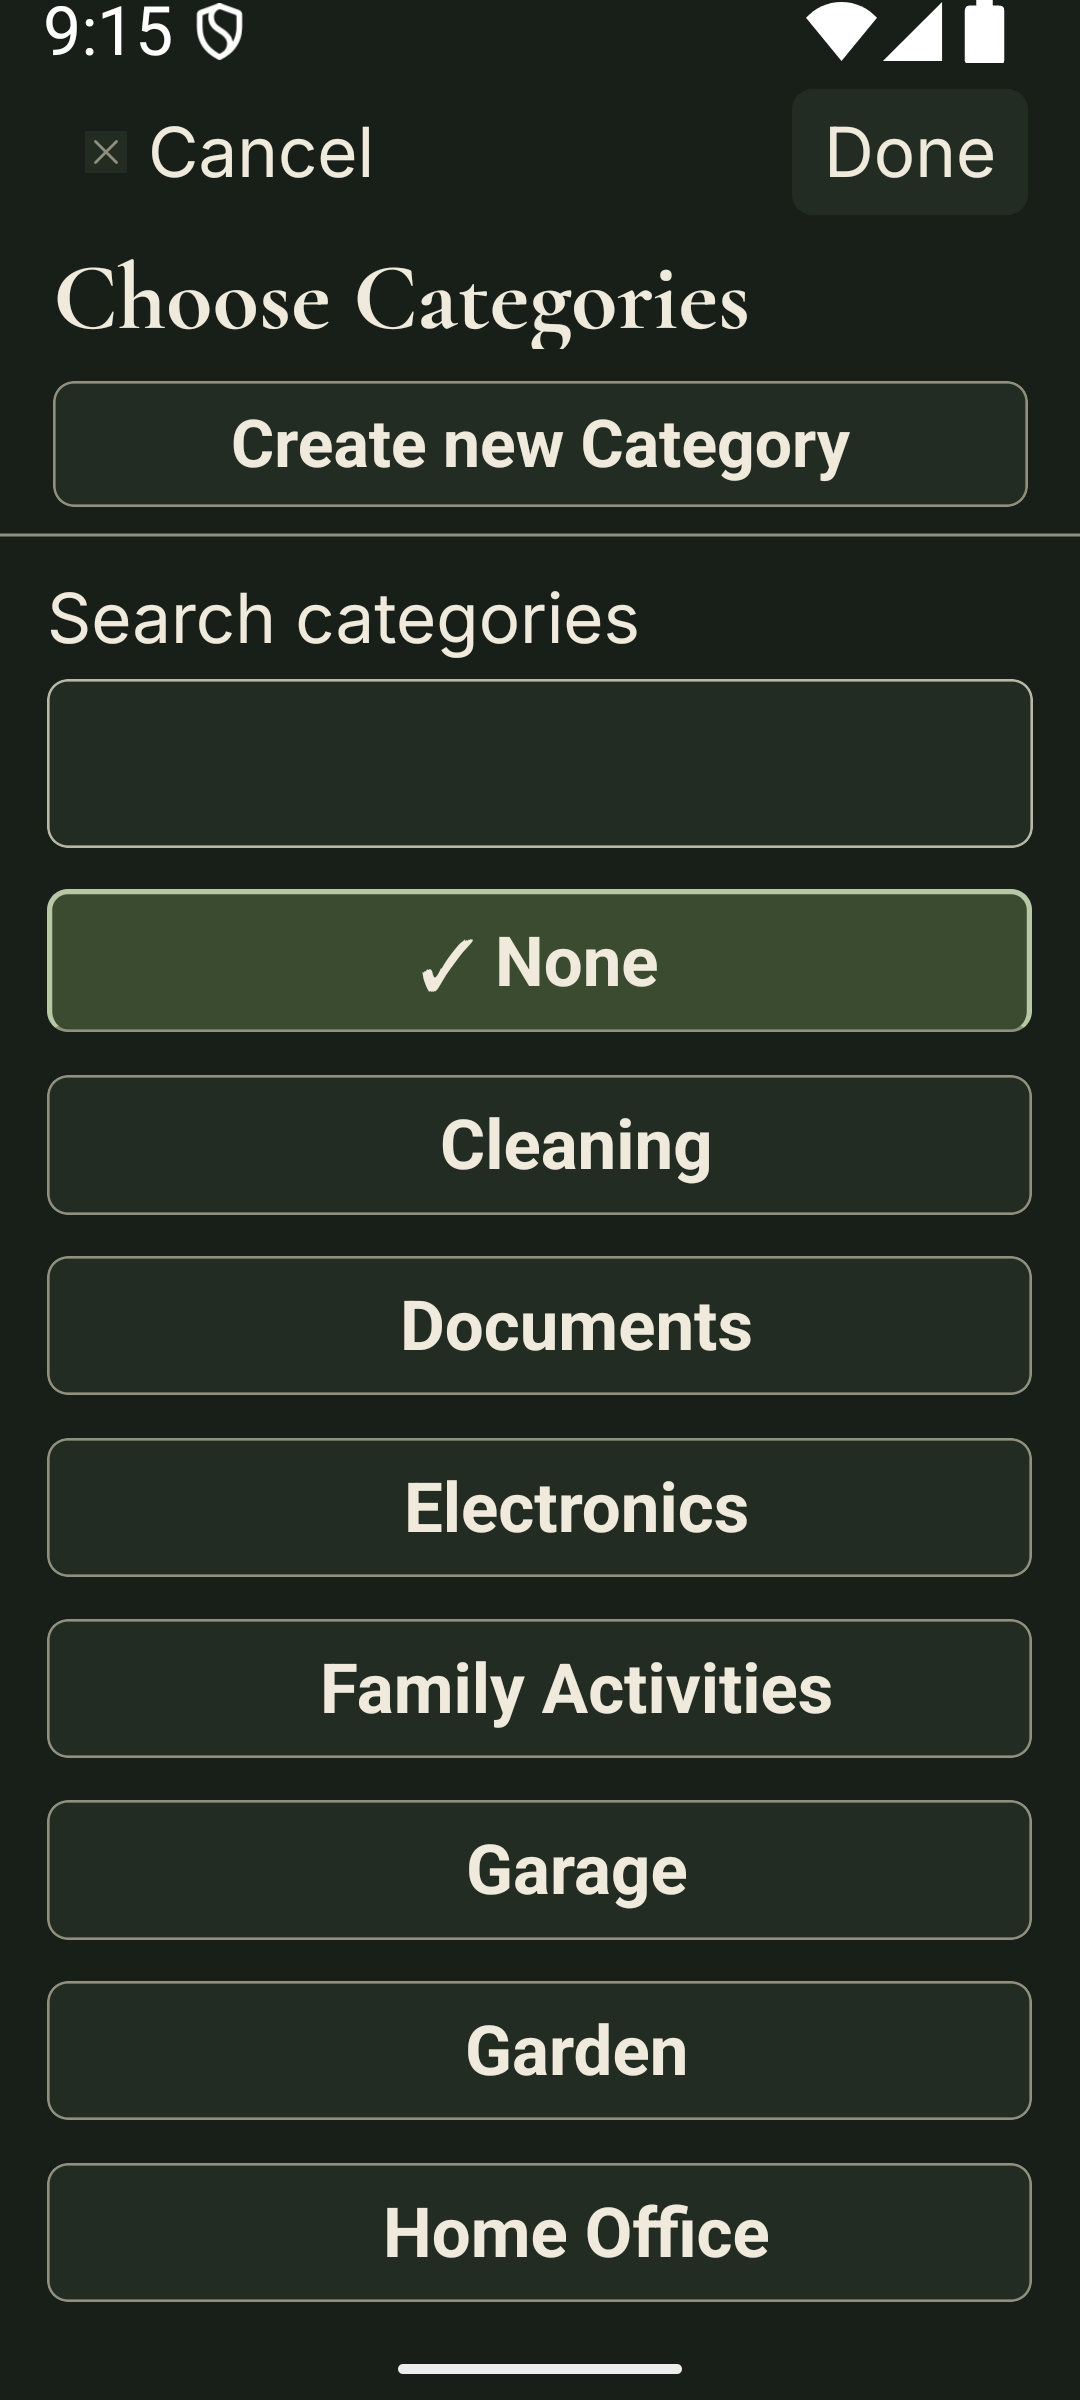 9:15
Cancel
Done
Choose Categories
Create new Category
Search categories
✓ None
Cleaning
Documents
Electronics
Family Activities
Garage
Garden
Home Office